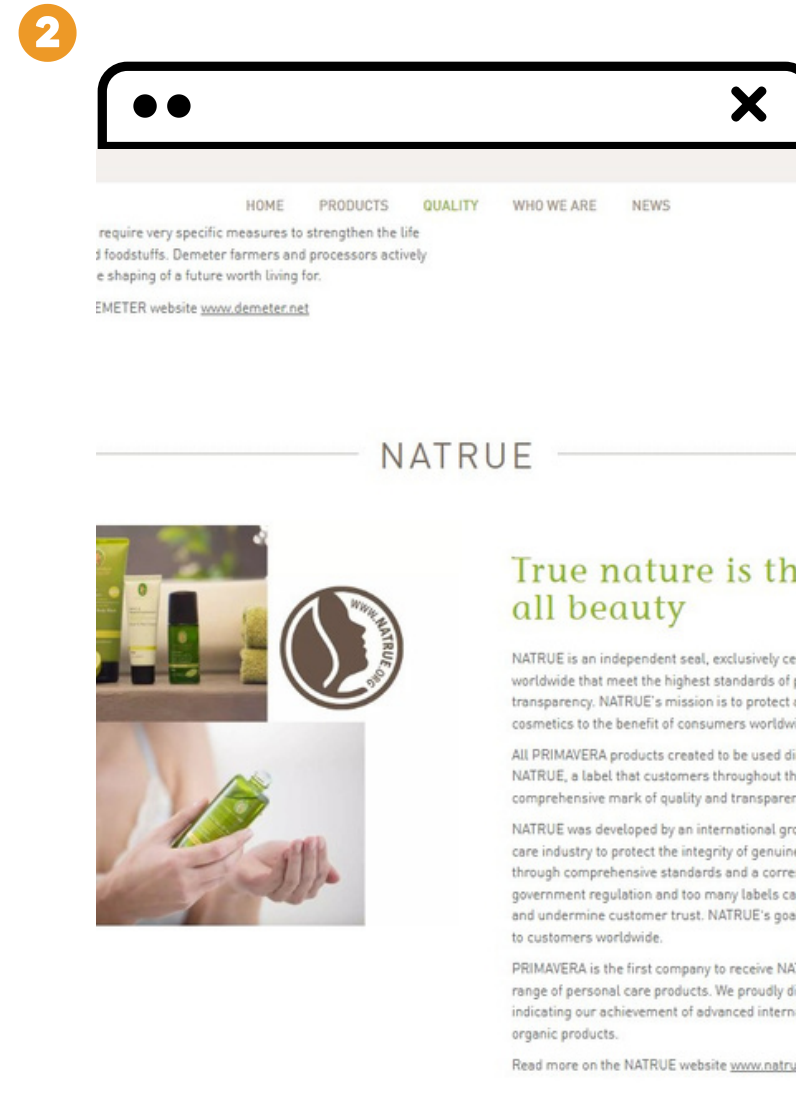 2
HOME PRODUCTS QUALITY WHO WE ARE NEWS
require very specific measures to strengthen the life
d foodstuffs. Demeter farmers and processors actively
e shaping of a future worth living for.
EMETER website www.demeter.net
NATRUE
WWW.NATRUE.ORG
True nature is th
all beauty
NATRUE is an independent seal, exclusively ce
worldwide that meet the highest standards of p
transparency. NATRUE's mission is to protect a
cosmetics to the benefit of consumers worldwi
All PRIMAVERA products created to be used di
NATRUE, a label that customers throughout th
comprehensive mark of quality and transparen
NATRUE was developed by an international gro
care industry to protect the integrity of genuine
through comprehensive standards and a corre
government regulation and too many labels ca
and undermine customer trust. NATRUE's goa
to customers worldwide.
PRIMAVERA is the first company to receive NA
range of personal care products. We proudly di
indicating our achievement of advanced intern
organic products.
Read more on the NATRUE website www.natru